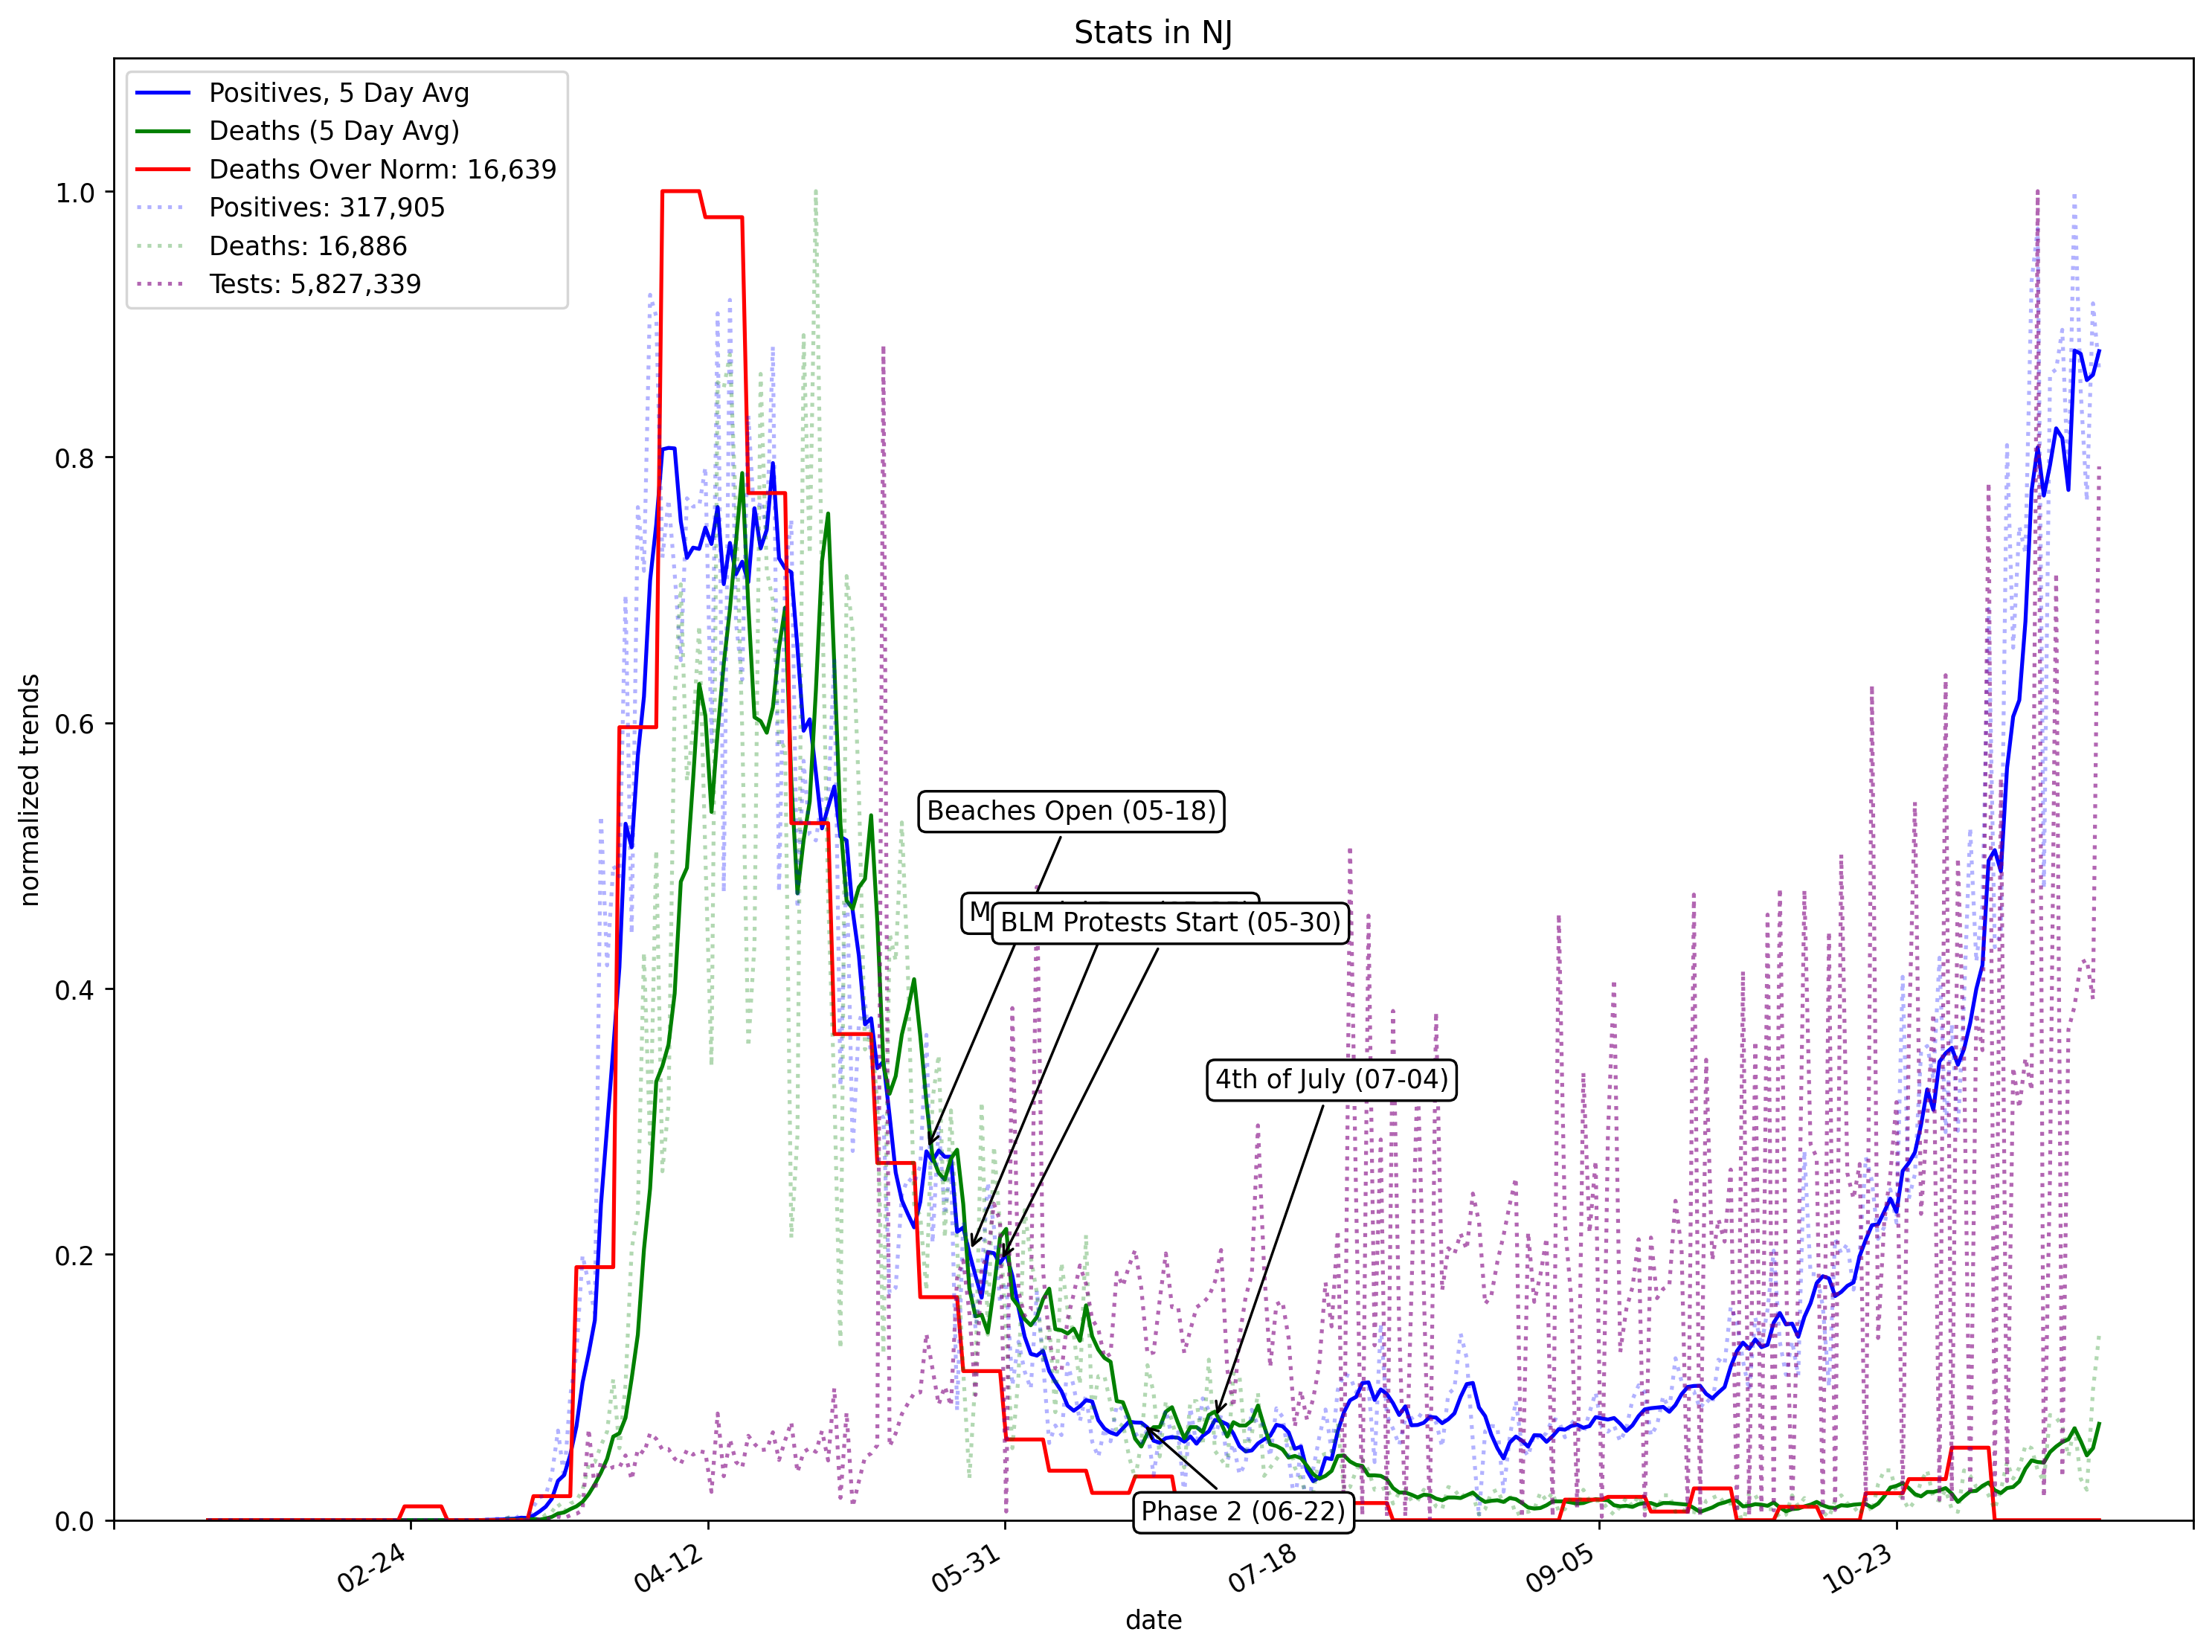 Stats in NJ
Positives, 5 Day Avg
Deaths (5 Day Avg)
Deaths Over Norm: 16,639
Positives: 317,905
Deaths: 16,886
Tests: 5,827,339
normalized trends
1.0
0.8
0.6
0.4
0.2
0.0
Beaches Open (05-18)
BLM Protests Start (05-30)
4th of July (07-04)
Phase 2 (06-22)
02-24
04-12
05-31
07-18
09-05
10-23
date